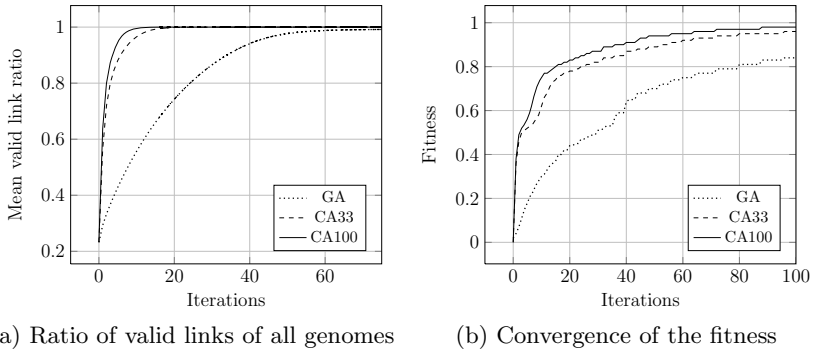 Mean valid link ratio
1
0.8
0.6
0.4
0.2
0 20 40 60
Iterations
GA
CA33
CA100
a) Ratio of valid links of all genomes
Fitness
1
0.8
0.6
0.4
0.2
0
0 20 40 60 80 100
Iterations
GA
CA33
CA100
(b) Convergence of the fitness